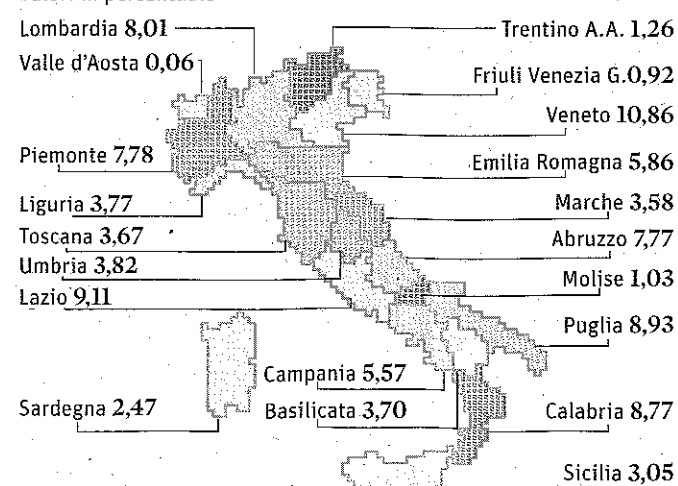 Lombardia 8,01
Trentino A.A. 1,26
Valle d'Aosta 0,06
Friuli Venezia G.0,92
Veneto 10,86
Piemonte 7,78
Emilia Romagna 5,86
Liguria 3,77
Marche 3,58
Toscana 3,67
Abruzzo 7,77
Umbria 3,82
Molise 1,03
Lazio 9,11
Puglia 8,93
Campania 5,57
Sardegna 2,47
Basilicata 3,70
Calabria 8,77
Sicilia 3,05